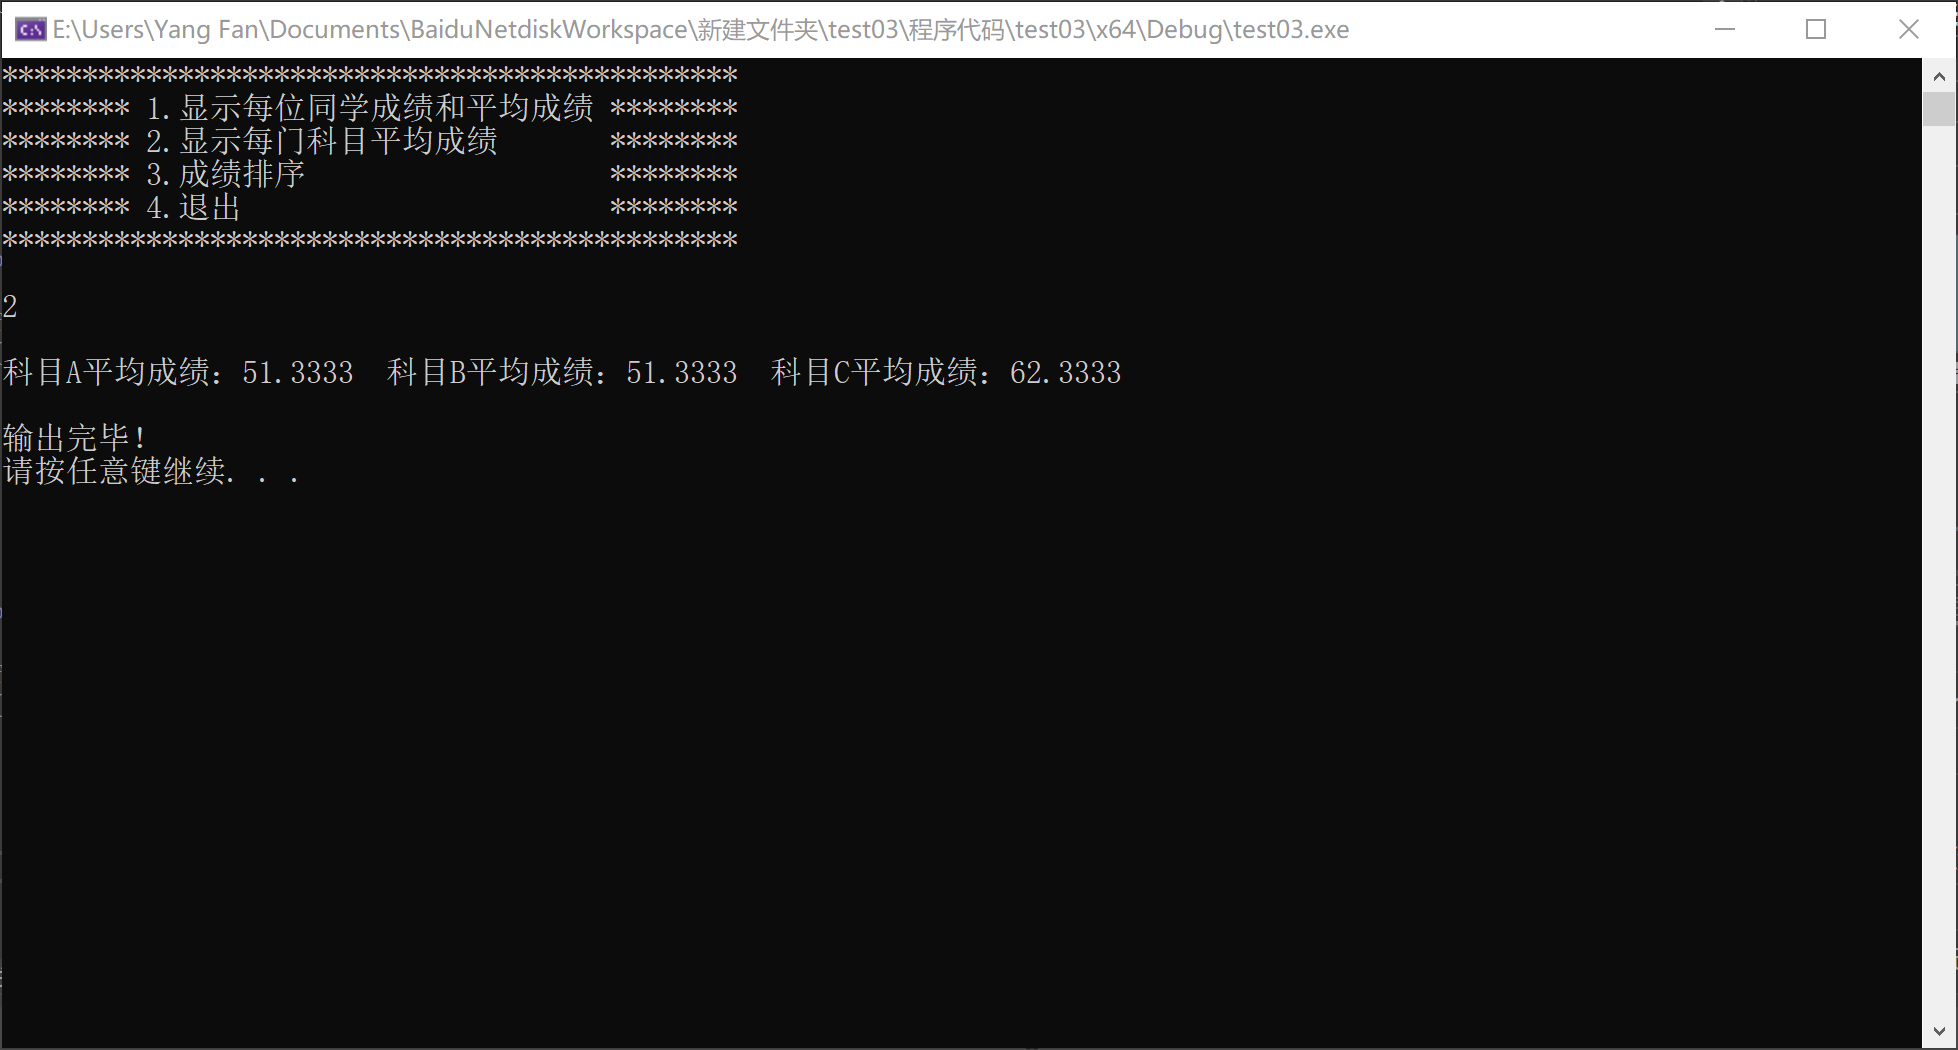 E:\Users\Yang Fan\Documents\BaiduNetdiskWorkspace\新建文件夹\test03\程序代码\test03\x64\Debug\test03.exe
**********************************************
******** 1.显示每位同学成绩和平均成绩 ********
******** 2.显示每门科目平均成绩       ********
******** 3.成绩排序                   ********
******** 4.退出                       ********
**********************************************
2
科目A平均成绩：51.3333  科目B平均成绩：51.3333  科目C平均成绩：62.3333
输出完毕！
请按任意键继续. . .